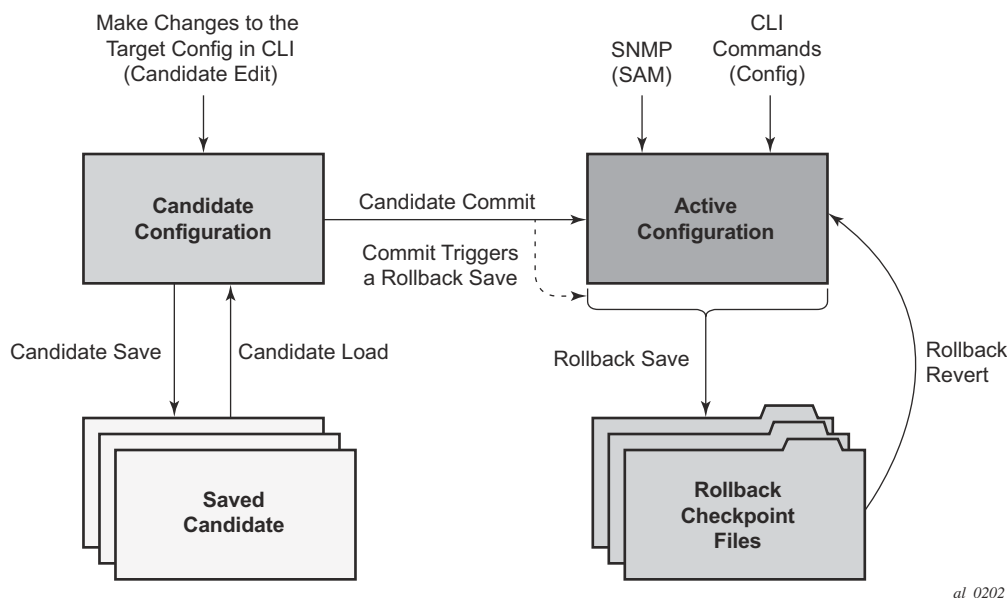 Make Changes to the
Target Config in CLI
(Candidate Edit)
SNMP
(SAM)
CLI
Commands
(Config)
Candidate
Configuration
Candidate Commit
Commit Triggers
a Rollback Save
Active
Configuration
Candidate Save
Candidate Load
Rollback Save
Rollback
Revert
Saved
Candidate
Rollback
Checkpoint
Files
al_0202